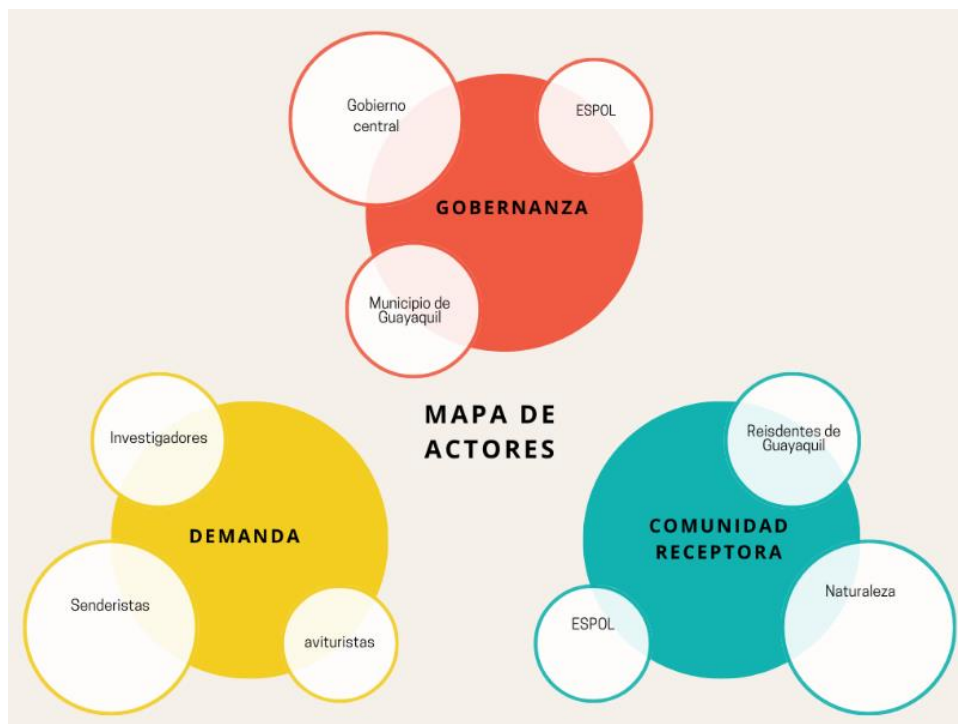 Gobierno
central
ESPOL
GOBERNANZA
Municipio de
Guayaquil
MAPA DE
ACTORES
Investigadores
DEMANDA
Senderistas
avituristas
Reisdentes de
Guayaquil
COMUNIDAD
RECEPTORA
Naturaleza
ESPOL